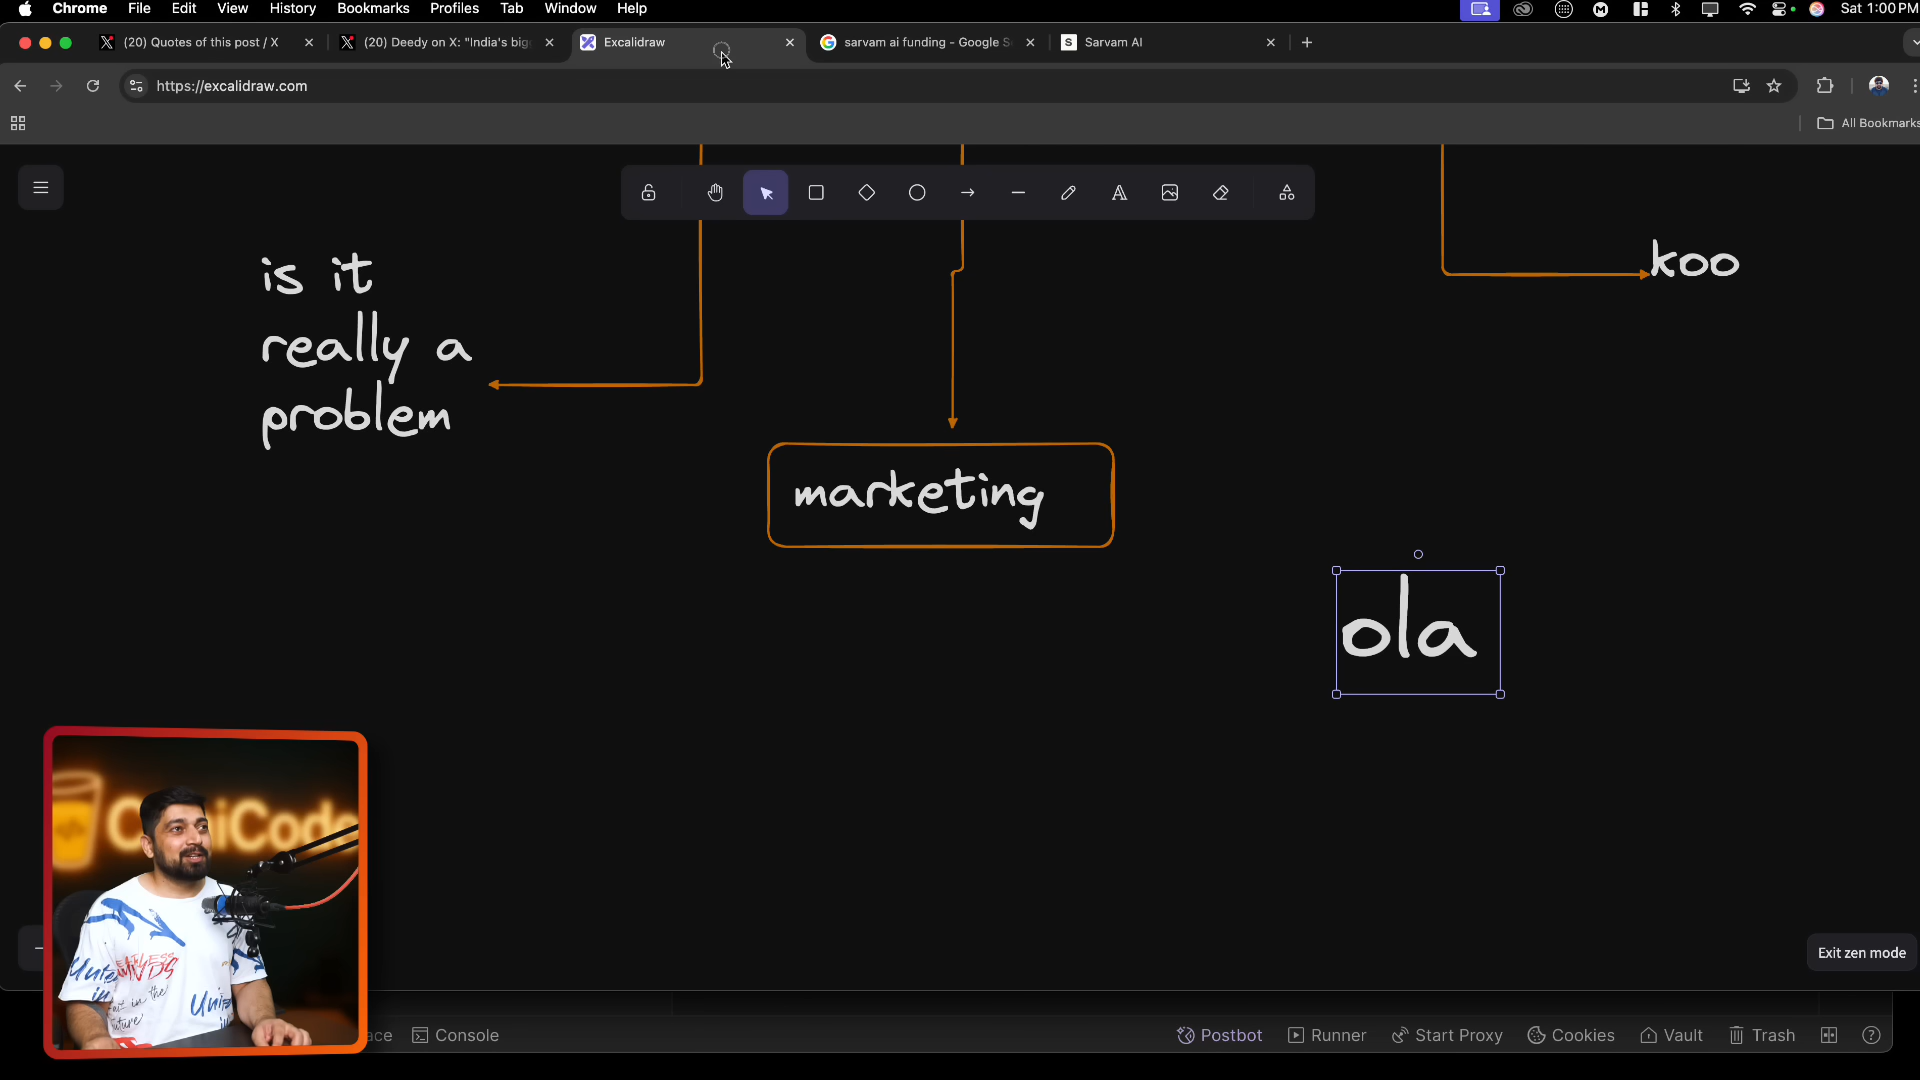 Chrome File Edit View History Bookmarks Profiles Tab Window Help
Sat 1:00 PM
(20) Quotes of this post / X
(20) Deedy on X: "India's big
Excalidraw
sarvam ai funding - Google S
Sarvam AI
https://excalidraw.com
All Bookmarks
is it
really a
problem
koo
marketing
ola
Exit zen mode
Console
Postbot
Runner
Start Proxy
Cookies
Vault
Trash